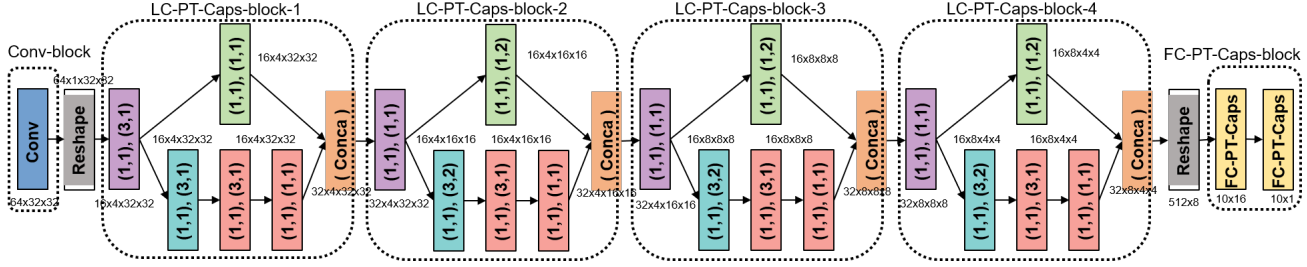 Conv-block
64x32x32
Conv
64x1x32x32
Reshape
LC-PT-Caps-block-1
(1,1), (3,1)
16x4x32x32
(1,1), (1,1)
16x4x32x32
16x4x32x32
(1,1), (3,1)
16x4x32x32
(1,1), (3,1)
(1,1), (1,1)
( Conca )
32x4x32x32
LC-PT-Caps-block-2
(1,1), (1,1)
32x4x32x32
(1,1), (1,2)
16x4x16x16
16x4x16x16
(1,1), (3,2)
16x4x16x16
(1,1), (3,1)
(1,1), (1,1)
( Conca )
32x4x16x16
LC-PT-Caps-block-3
(1,1), (1,1)
32x4x16x16
(1,1), (1,2)
16x8x8x8
16x8x8x8
(1,1), (3,2)
16x8x8x8
(1,1), (3,1)
(1,1), (1,1)
( Conca )
32x8x8x8
LC-PT-Caps-block-4
(1,1), (1,1)
32x8x8x8
(1,1), (1,2)
16x8x4x4
16x8x4x4
(1,1), (3,2)
16x8x4x4
(1,1), (3,1)
(1,1), (1,1)
( Conca )
32x8x4x4
Reshape
512x8
FC-PT-Caps-block
FC-PT-Caps
10x16
FC-PT-Caps
10x1